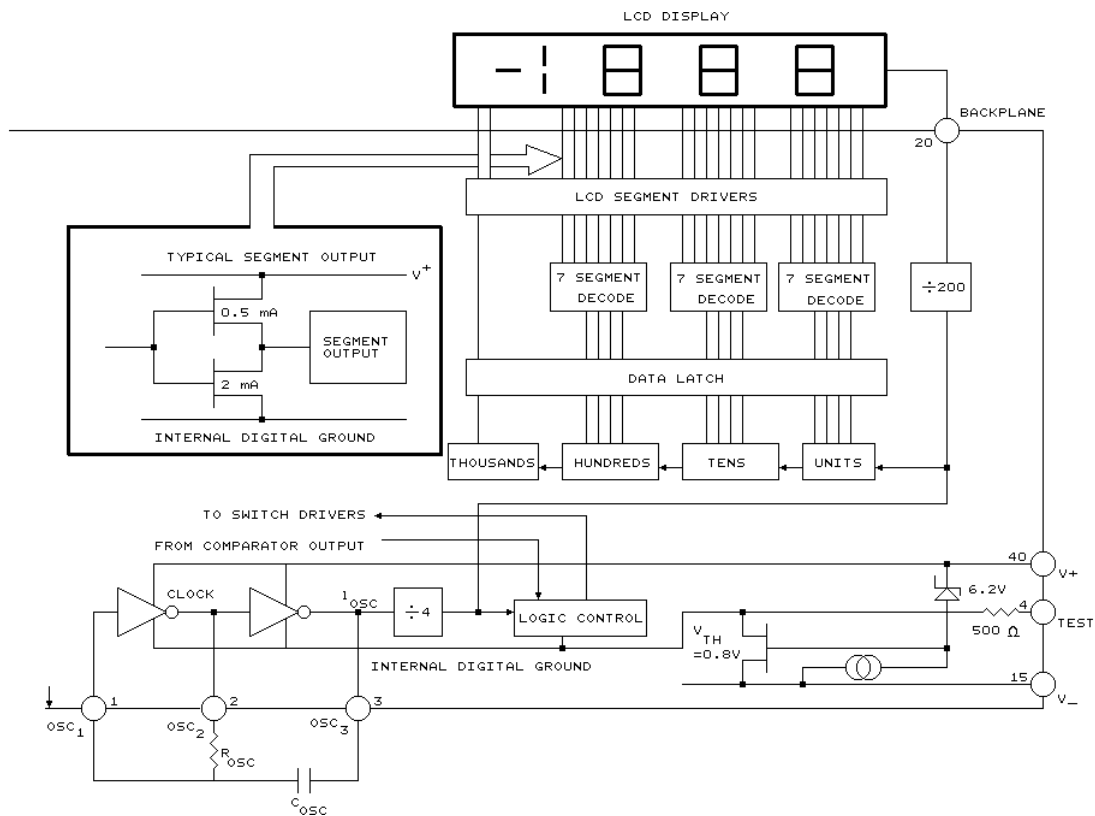 LCD DISPLAY
BACKPLANE
20
LCD SEGMENT DRIVERS
TYPICAL SEGMENT OUTPUT
V+
0.5 mA
SEGMENT
OUTPUT
2 mA
INTERNAL DIGITAL GROUND
7 SEGMENT
DECODE
7 SEGMENT
DECODE
7 SEGMENT
DECODE
÷200
DATA LATCH
THOUSANDS
HUNDREDS
TENS
UNITS
TO SWITCH DRIVERS
FROM COMPARATOR OUTPUT
40
V+
CLOCK
6.2V
lOSC
÷4
LOGIC CONTROL
VTH
=0.8V
4
500 Ω
TEST
INTERNAL DIGITAL GROUND
15
V–
1
2
3
OSC1
OSC2
OSC3
ROSC
COSC